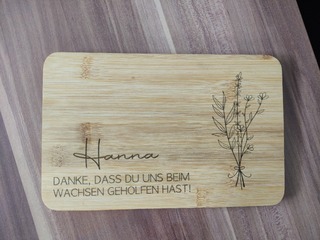 Hanna
DANKE, DASS DU UNS BEIM
WACHSEN GEHOLFEN HAST!